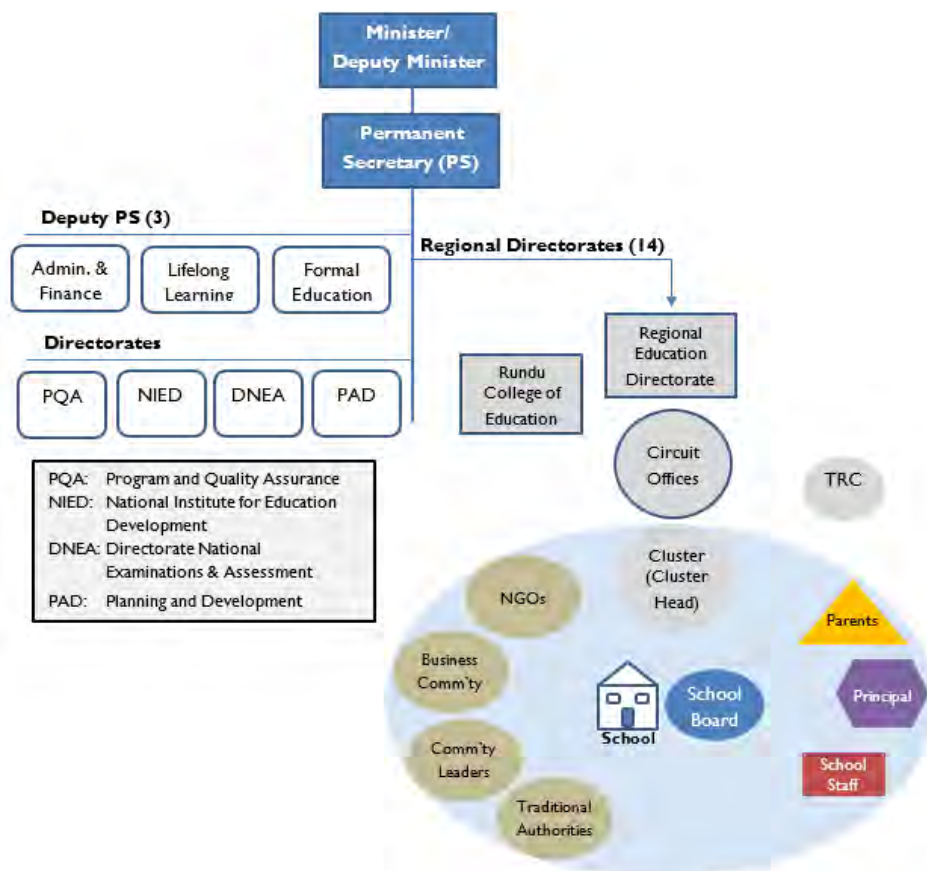 Minister/
Deputy Minister
Permanent
Secretary (PS)
Deputy PS (3)
Regional Directorates (14)
Admin. &
Finance
Lifelong
Learning
Formal
Education
Directorates
PQA
NIED
DNEA
PAD
Rundu
College of
Education
Regional
Education
Directorate
Circuit
Offices
TRC
PQA: Program and Quality Assurance
NIED: National Institute for Education
Development
DNEA: Directorate National
Examinations & Assessment
PAD: Planning and Development
Cluster
(Cluster
Head)
NGOs
Parents
Business
Comm'ty
School
School
Board
Principal
Comm'ty
Leaders
School
Staff
Traditional
Authorities